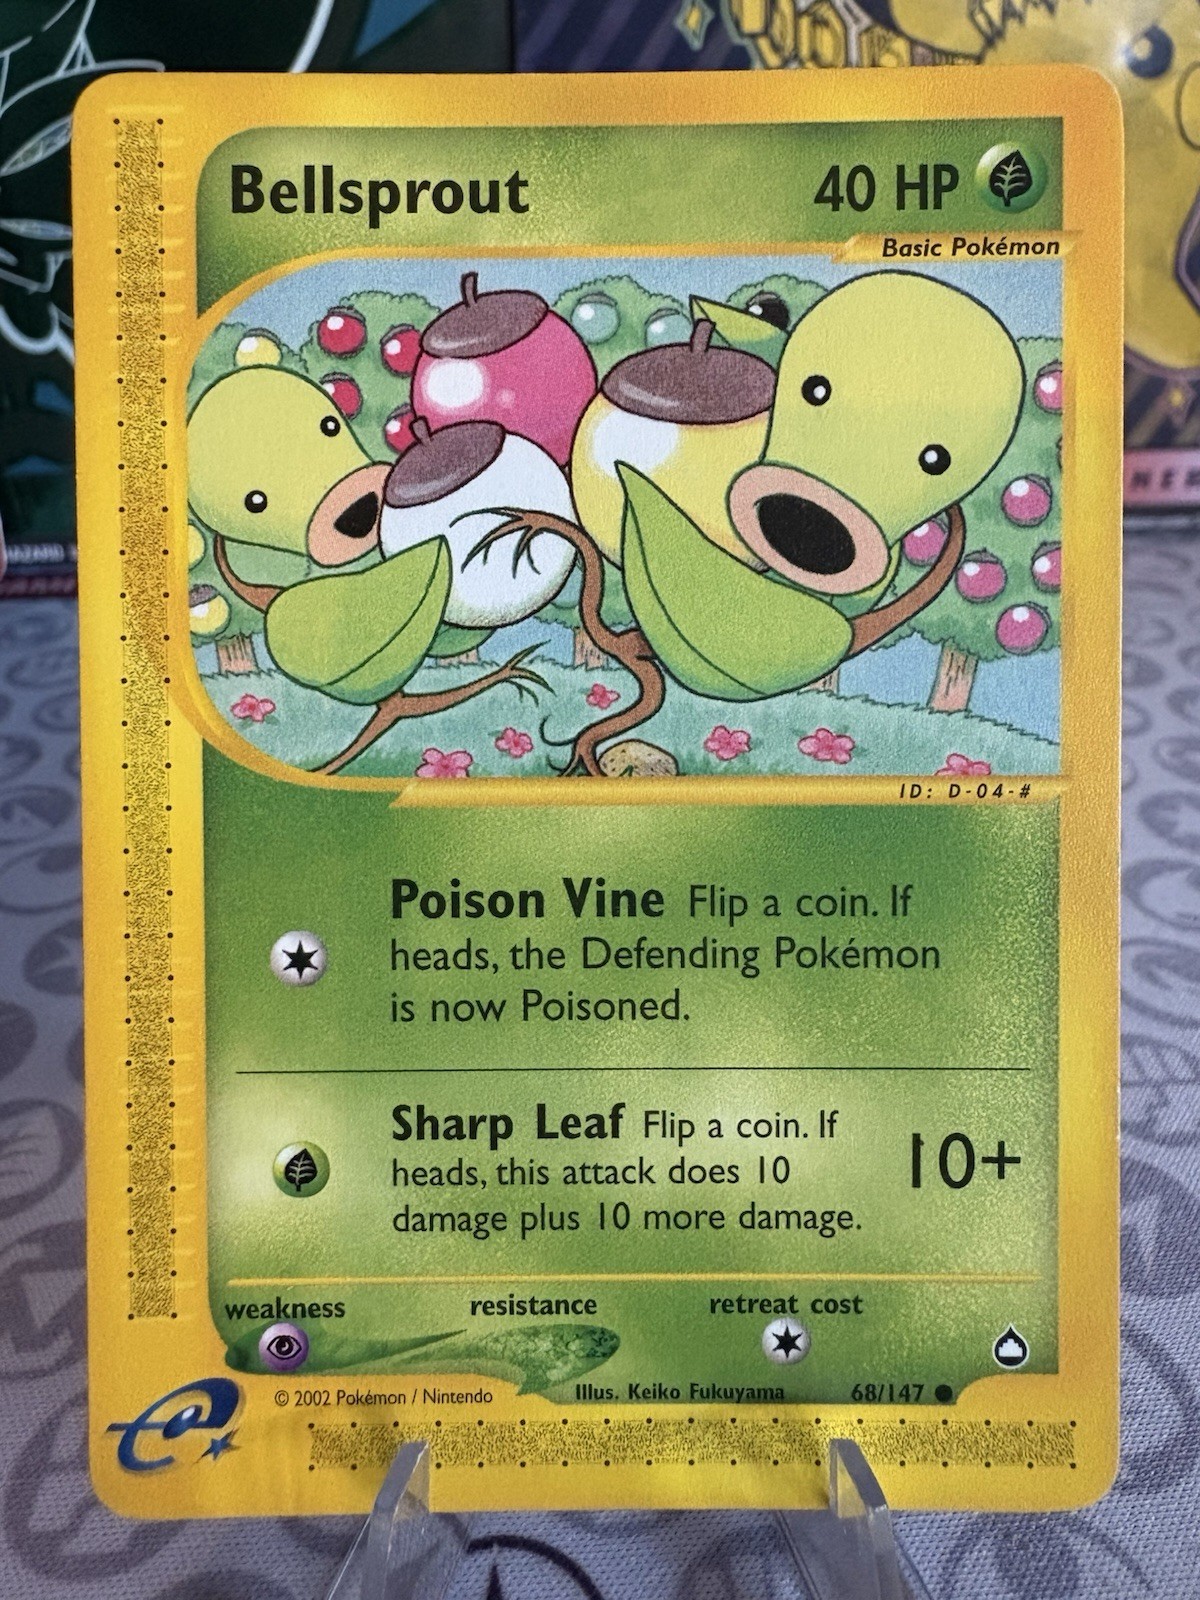 Bellsprout 40 HP
Basic Pokémon
ID: D-04-#
Poison Vine Flip a coin. If
heads, the Defending Pokémon
is now Poisoned.
Sharp Leaf Flip a coin. If
heads, this attack does 10
damage plus 10 more damage.
10+
weakness resistance retreat cost
© 2002 Pokémon / Nintendo
Illus. Keiko Fukuyama
68/147